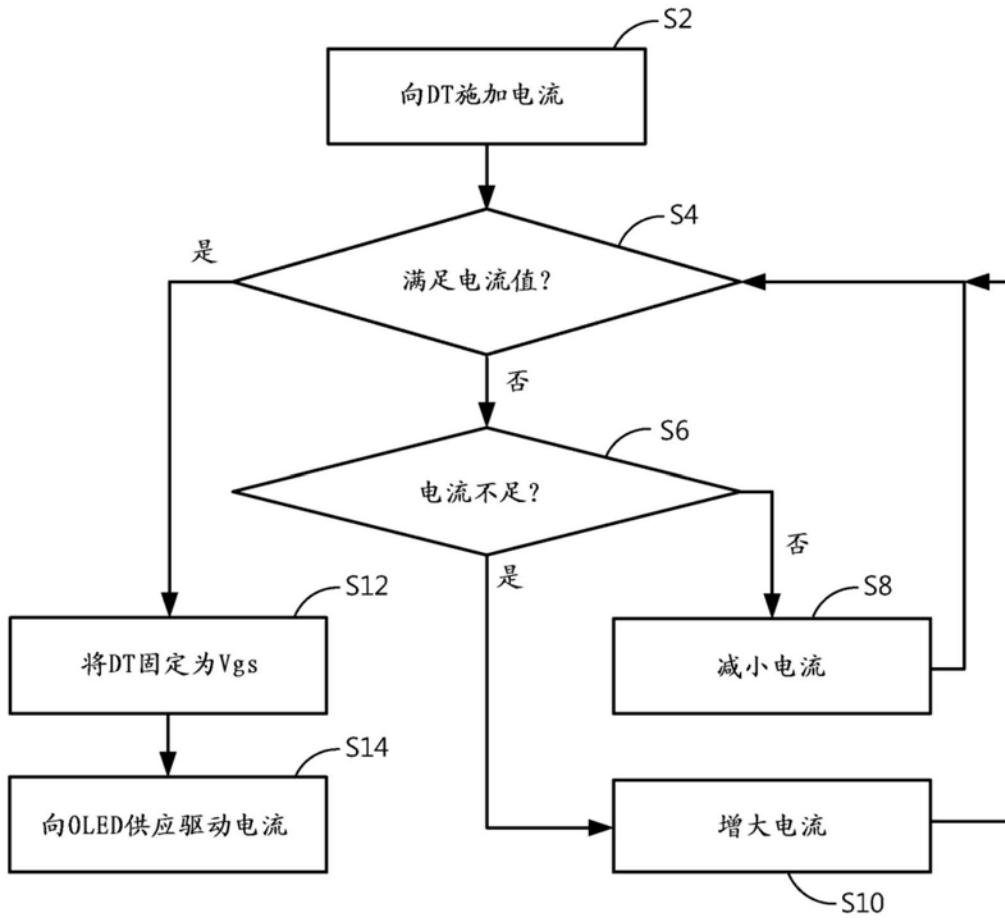 S2
向DT施加电流
S4
是
满足电流值?
否
S6
电流不足?
否
是
S12
S8
将DT固定为Vgs
减小电流
S14
向OLED供应驱动电流
增大电流
S10